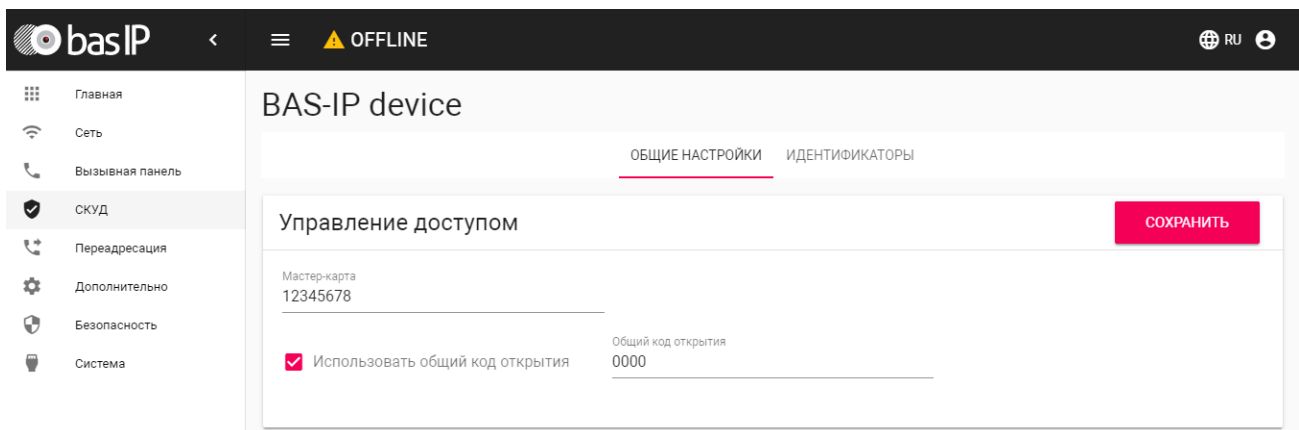 bas IP
OFFLINE
RU
Главная
Сеть
Вызывная панель
СКУД
Переадресация
Дополнительно
Безопасность
Система
BAS-IP device
ОБЩИЕ НАСТРОЙКИ ИДЕНТИФИКАТОРЫ
Управление доступом
СОХРАНИТЬ
Мастер-карта
12345678
Использовать общий код открытия
Общий код открытия
0000